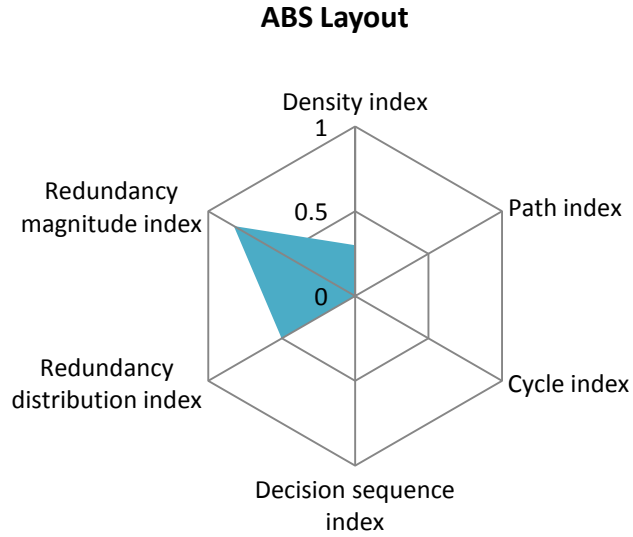 ABS Layout
Density index
1
Redundancy
magnitude index
0.5
Path index
0
Redundancy
distribution index
Cycle index
Decision sequence
index